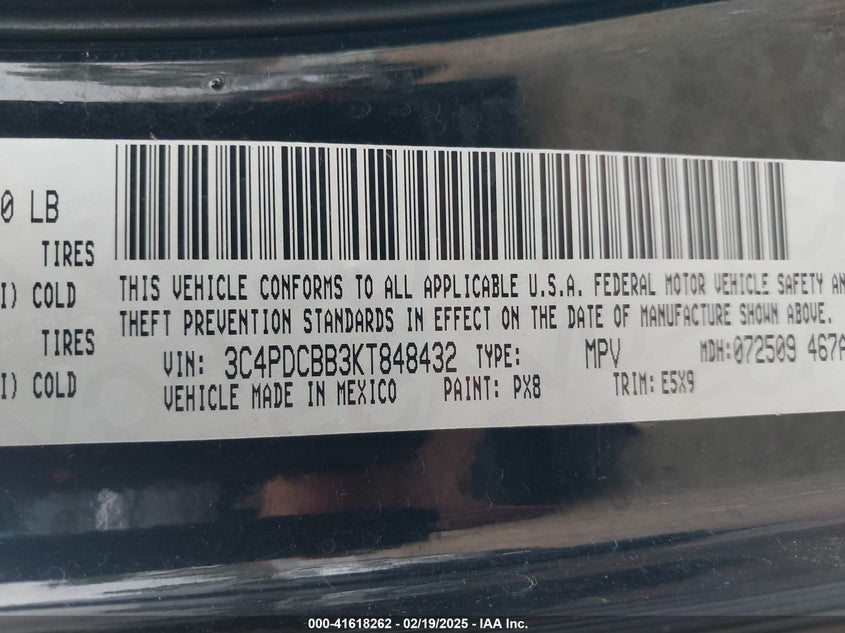 0 LB
TIRES
I) COLD
TIRES
I) COLD
THIS VEHICLE CONFORMS TO ALL APPLICABLE U.S.A. FEDERAL MOTOR VEHICLE SAFETY AN
THEFT PREVENTION STANDARDS IN EFFECT ON THE DATE OF MANUFACTURE SHOWN ABOVE.
VIN: 3C4PDCBB3KT848432 TYPE: MPV MDH:072509 467A
VEHICLE MADE IN MEXICO PAINT: PX8 TRIM: E5X9
000-41618262 - 02/19/2025 - IAA Inc.